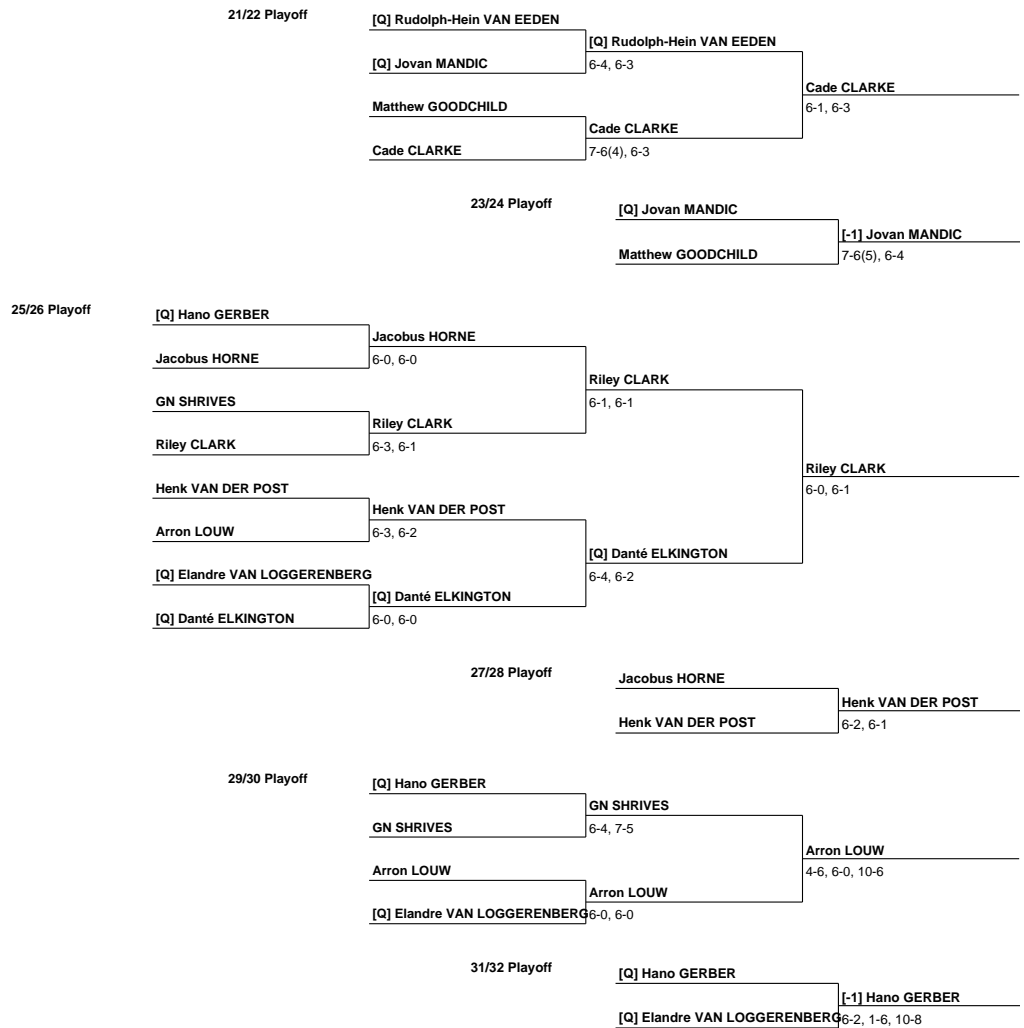 21/22 Playoff
[Q] Rudolph-Hein VAN EEDEN
[Q] Rudolph-Hein VAN EEDEN
[Q] Jovan MANDIC
6-4, 6-3
Cade CLARKE
6-1, 6-3
Matthew GOODCHILD
Cade CLARKE
Cade CLARKE
7-6(4), 6-3
23/24 Playoff
[Q] Jovan MANDIC
[-1] Jovan MANDIC
Matthew GOODCHILD
7-6(5), 6-4
25/26 Playoff
[Q] Hano GERBER
Jacobus HORNE
Jacobus HORNE
6-0, 6-0
Riley CLARK
6-1, 6-1
GN SHRIVES
Riley CLARK
Riley CLARK
6-3, 6-1
Riley CLARK
6-0, 6-1
Henk VAN DER POST
Henk VAN DER POST
Arron LOUW
6-3, 6-2
[Q] Danté ELKINGTON
6-4, 6-2
[Q] Elandre VAN LOGGERENBERG
[Q] Danté ELKINGTON
[Q] Danté ELKINGTON
6-0, 6-0
27/28 Playoff
Jacobus HORNE
Henk VAN DER POST
Henk VAN DER POST
6-2, 6-1
29/30 Playoff
[Q] Hano GERBER
GN SHRIVES
GN SHRIVES
6-4, 7-5
Arron LOUW
4-6, 6-0, 10-6
Arron LOUW
Arron LOUW
[Q] Elandre VAN LOGGERENBERG
6-0, 6-0
31/32 Playoff
[Q] Hano GERBER
[-1] Hano GERBER
[Q] Elandre VAN LOGGERENBERG
6-2, 1-6, 10-8